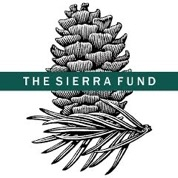 THE SIERRA FUND